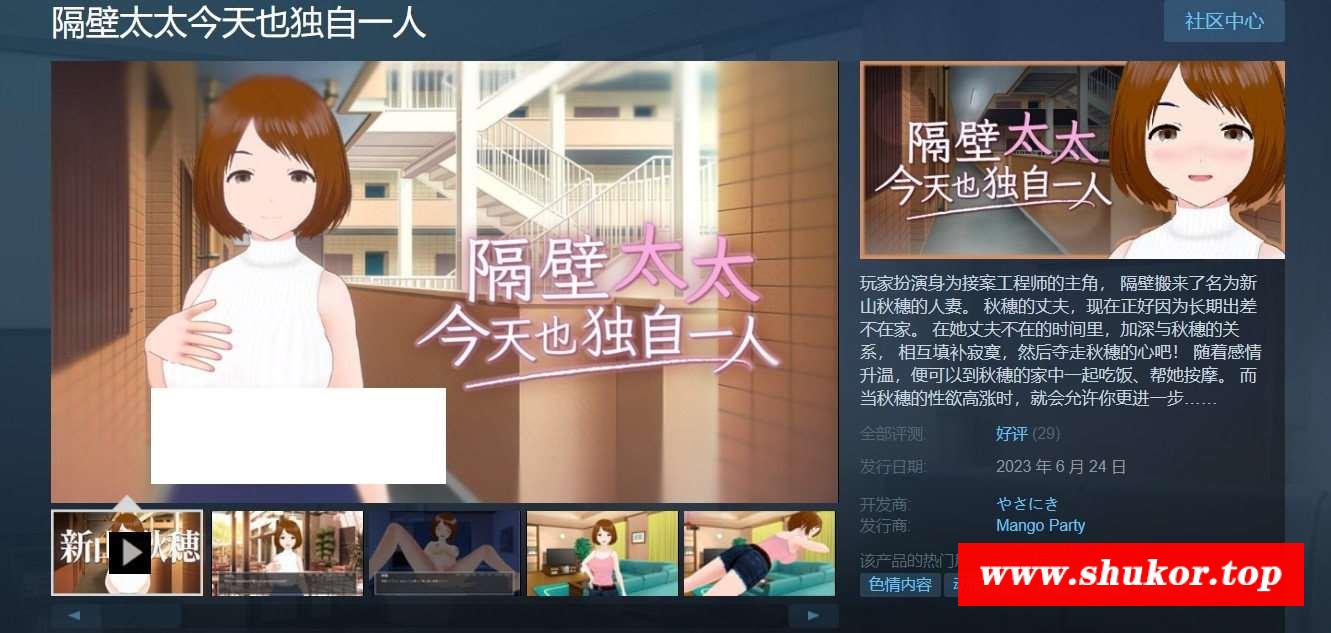 隔壁太太今天也独自一人
社区中心
隔壁太太
今天也独自一人
隔壁太太
今天也独自一人
玩家扮演身为接案工程师的主角， 隔壁搬来了名为新
山秋穗的人妻。 秋穗的丈夫，现在正好因为长期出差
不在家。 在她丈夫不在的时间里，加深与秋穗的关
系， 相互填补寂寞，然后夺走秋穗的心吧！ 随着感情
升温，便可以到秋穗的家中一起吃饭、帮她按摩。 而
当秋穗的性欲高涨时，就会允许你更进一步……
全部评测:
好评 (29)
发行日期:
2023 年 6 月 24 日
开发商:
やさにき
发行商:
Mango Party
该产品的热门
色情内容
www.shukor.top
新山 秋穂